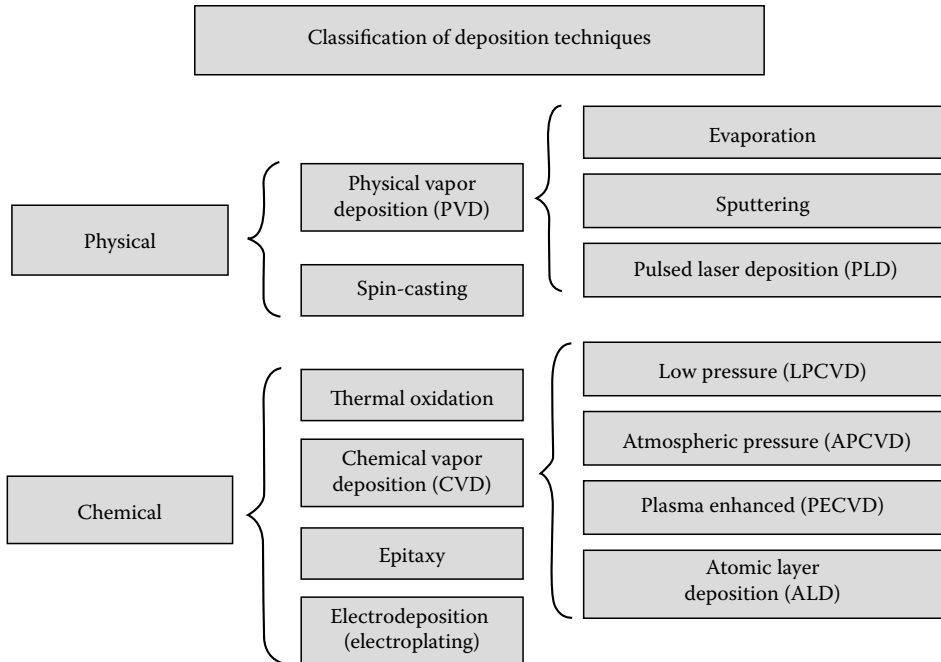 Classification of deposition techniques
Physical
Physical vapor
deposition (PVD)
Spin-casting
Evaporation
Sputtering
Pulsed laser deposition (PLD)
Chemical
Thermal oxidation
Chemical vapor
deposition (CVD)
Epitaxy
Electrodeposition
(electroplating)
Low pressure (LPCVD)
Atmospheric pressure (APCVD)
Plasma enhanced (PECVD)
Atomic layer
deposition (ALD)